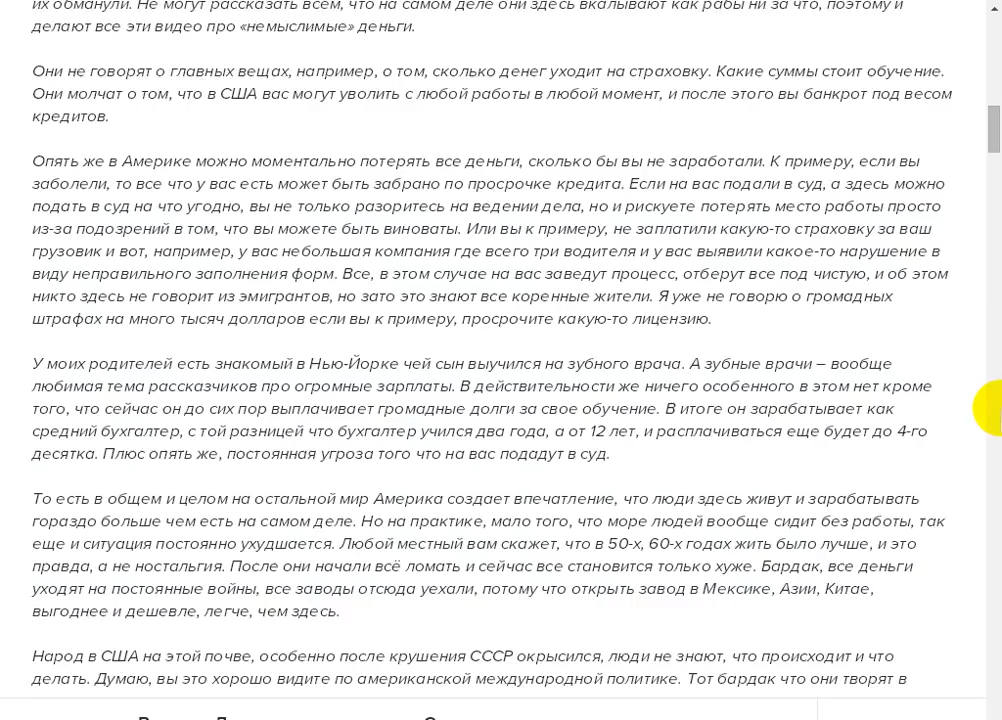 их обманули. Не могут рассказать всем, что на самом деле они здесь вкалывают как рабы ни за что, поэтому и
делают все эти видео про «немыслимые» деньги.
Они не говорят о главных вещах, например, о том, сколько денег уходит на страховку. Какие суммы стоит обучение.
Они молчат о том, что в США вас могут уволить с любой работы в любой момент, и после этого вы банкрот под весом
кредитов.
Опять же в Америке можно моментально потерять все деньги, сколько бы вы не заработали. К примеру, если вы
заболели, то все что у вас есть может быть забрано по просрочке кредита. Если на вас подали в суд, а здесь можно
подать в суд на что угодно, вы не только разоритесь на ведении дела, но и рискуете потерять место работы просто
из-за подозрений в том, что вы можете быть виноваты. Или вы к примеру, не заплатили какую-то страховку за ваш
грузовик и вот, например, у вас небольшая компания где всего три водителя и у вас выявили какое-то нарушение в
виду неправильного заполнения форм. Все, в этом случае на вас заведут процесс, отберут все под чистую, и об этом
никто здесь не говорит из эмигрантов, но зато это знают все коренные жители. Я уже не говорю о громадных
штрафах на много тысяч долларов если вы к примеру, просрочите какую-то лицензию.
У моих родителей есть знакомый в Нью-Йорке чей сын выучился на зубного врача. А зубные врачи – вообще
любимая тема рассказчиков про огромные зарплаты. В действительности же ничего особенного в этом нет кроме
того, что сейчас он до сих пор выплачивает громадные долги за свое обучение. В итоге он зарабатывает как
средний бухгалтер, с той разницей что бухгалтер учился два года, а от 12 лет, и расплачиваться еще будет до 4-го
десятка. Плюс опять же, постоянная угроза того что на вас подадут в суд.
То есть в общем и целом на остальной мир Америка создает впечатление, что люди здесь живут и зарабатывать
гораздо больше чем есть на самом деле. Но на практике, мало того, что море людей вообще сидит без работы, так
еще и ситуация постоянно ухудшается. Любой местный вам скажет, что в 50-х, 60-х годах жить было лучше, и это
правда, а не ностальгия. После они начали всё ломать и сейчас все становится только хуже. Бардак, все деньги
уходят на постоянные войны, все заводы отсюда уехали, потому что открыть завод в Мексике, Азии, Китае,
выгоднее и дешевле, легче, чем здесь.
Народ в США на этой почве, особенно после крушения СССР окрысился, люди не знают, что происходит и что
делать. Думаю, вы это хорошо видите по американской международной политике. Тот бардак что они творят в